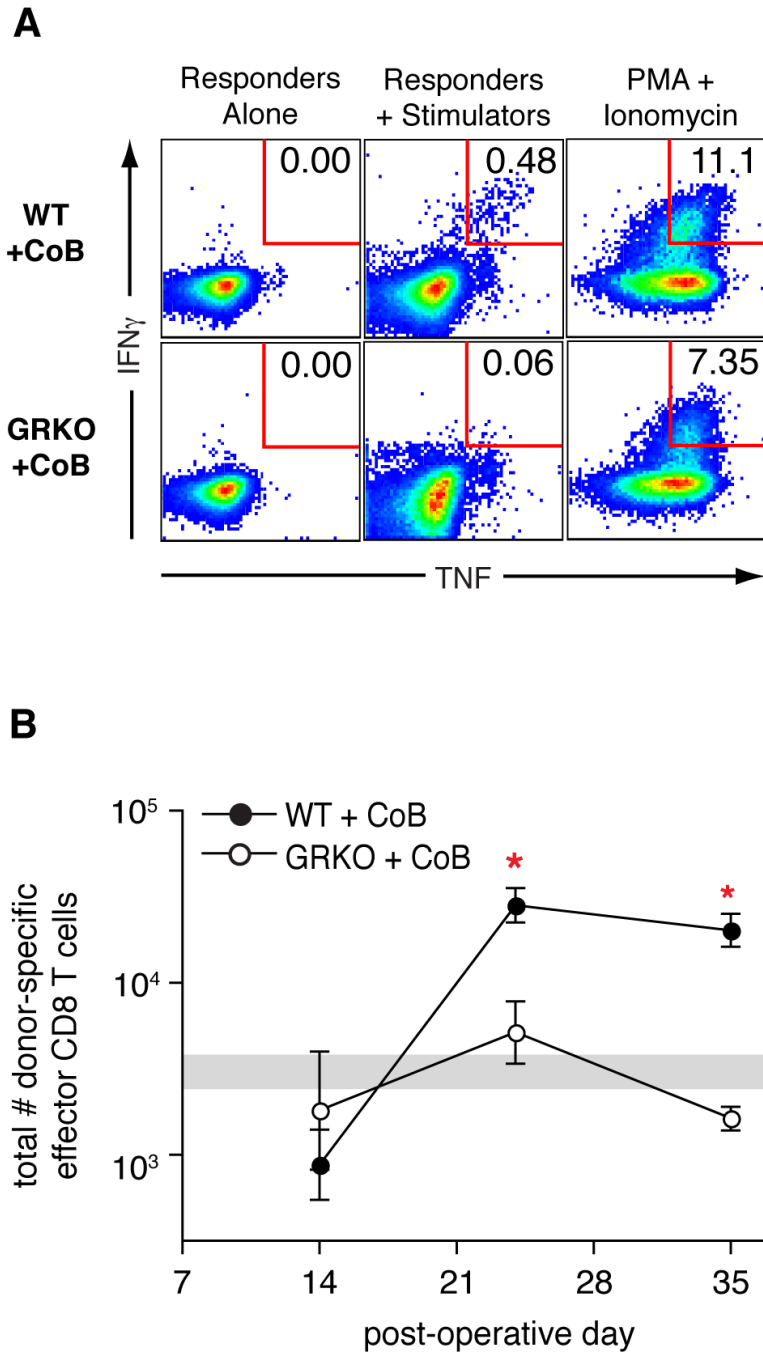 A
Responders
Alone
Responders
+ Stimulators
PMA +
Ionomycin
WT
+CoB
0.00
0.48
11.1
IFNγ
GRKO
+CoB
0.00
0.06
7.35
TNF
B
WT + CoB
GRKO + CoB
*
*
total # donor-specific
effector CD8 T cells
10⁵
10⁴
10³
7
14
21
28
35
post-operative day